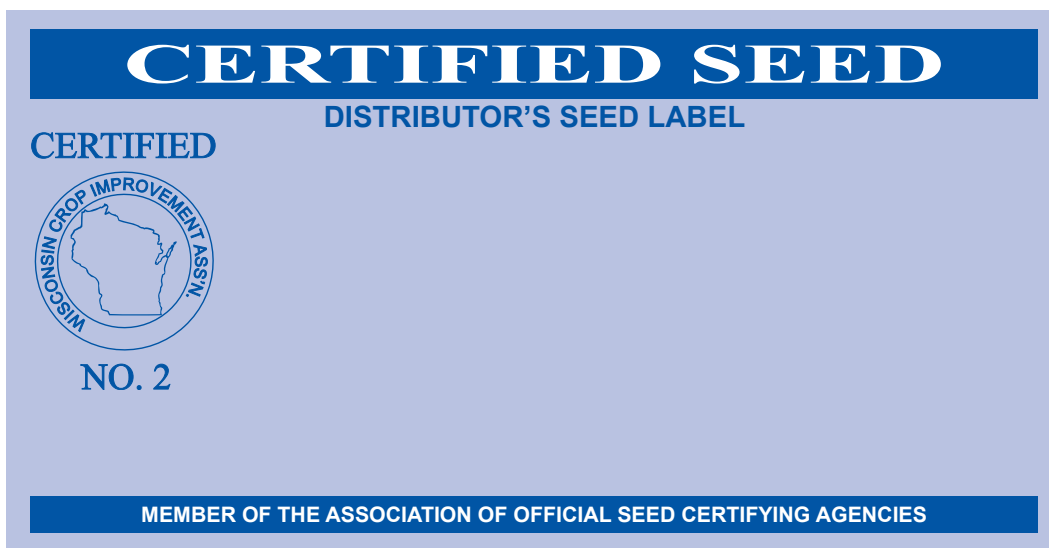 CERTIFIED SEED
DISTRIBUTOR’S SEED LABEL
CERTIFIED
WISCONSIN CROP IMPROVEMENT ASS'N.
NO. 2
MEMBER OF THE ASSOCIATION OF OFFICIAL SEED CERTIFYING AGENCIES